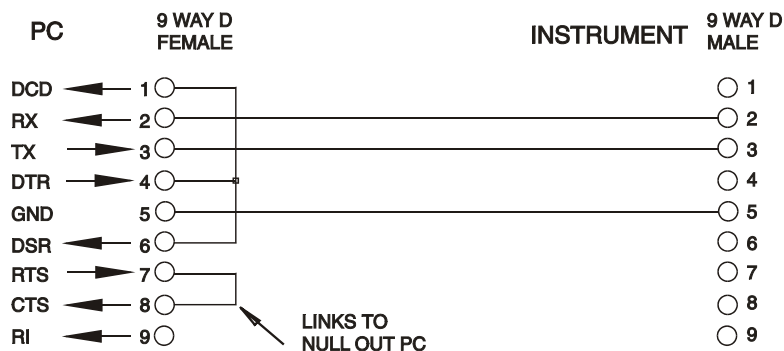 PC
9 WAY D
FEMALE
INSTRUMENT
9 WAY D
MALE
DCD 1 1
RX 2 2
TX 3 3
DTR 4 4
GND 5 5
DSR 6 6
RTS 7 7
CTS 8 8
RI 9 9
LINKS TO
NULL OUT PC